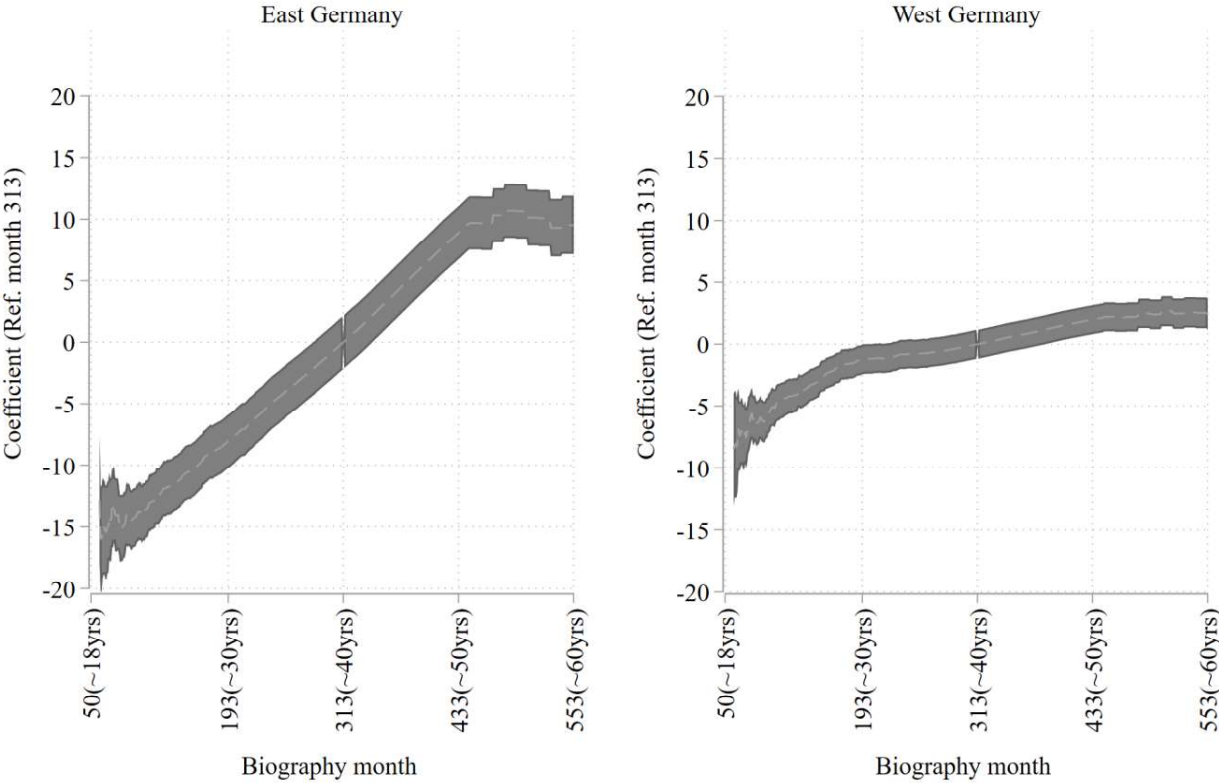 East Germany
Coefficient (Ref. month 313)
20
15
10
5
0
-5
-10
-15
-20
50(~18yrs)
193(~30yrs)
313(~40yrs)
433(~50yrs)
553(~60yrs)
Biography month
West Germany
Coefficient (Ref. month 313)
20
15
10
5
0
-5
-10
-15
-20
50(~18yrs)
193(~30yrs)
313(~40yrs)
433(~50yrs)
553(~60yrs)
Biography month